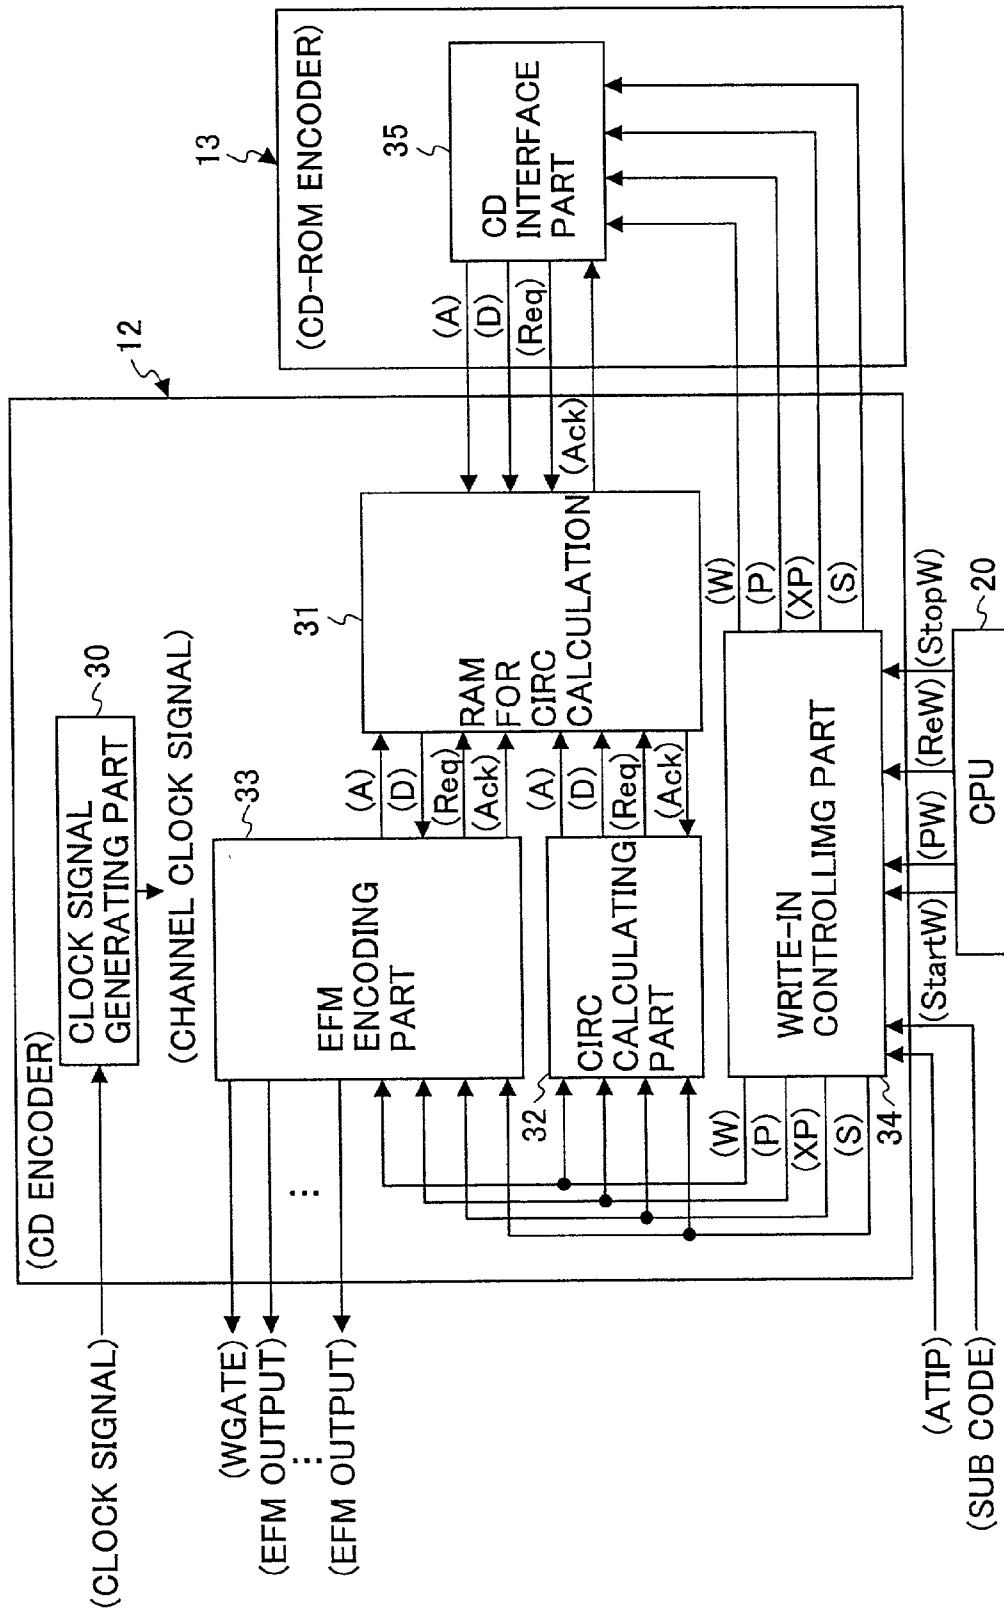 (CD ENCODER)
12
13
(CD-ROM ENCODER)
(CLOCK SIGNAL)
CLOCK SIGNAL
GENERATING PART
30
(CHANNEL CLOCK SIGNAL)
(WGATE)
(EFM OUTPUT)
...
(EFM OUTPUT)
...
EFM
ENCODING
PART
33
(A)
(D)
(Req)
(Ack)
31
RAM
FOR
CIRC
CALCULATION
(A)
(D)
(Req)
(Ack)
35
CD
INTERFACE
PART
32
CIRC
CALCULATING
PART
(A)
(D)
(Req)
(Ack)
(W)
(P)
(XP)
(S)
34
WRITE-IN
CONTROLLIMG PART
(W)
(P)
(XP)
(S)
(ATIP)
(SUB CODE)
(StartW)
(PW)
(ReW)
(StopW)
CPU
20